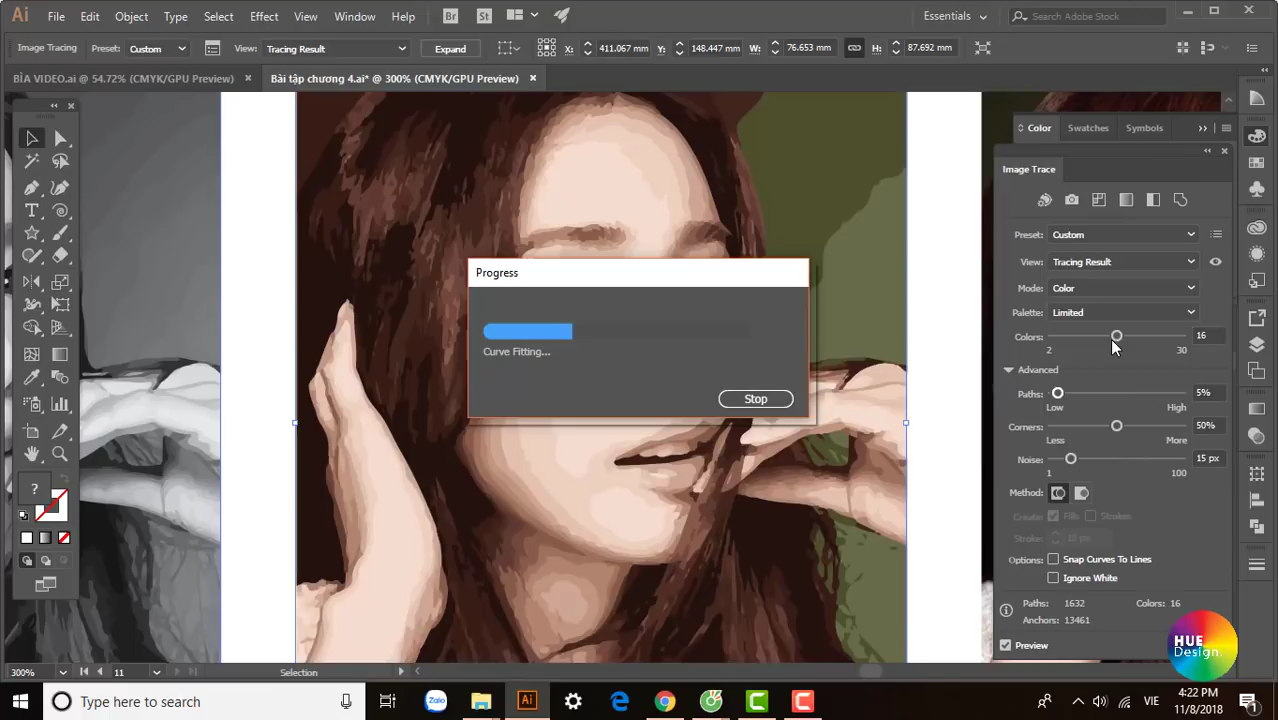 Ai File Edit Object Type Select Effect View Window Help Br St Essentials Search Adobe Stock
Image Tracing Preset: Custom View: Tracing Result Expand X: 411.067 mm Y: 148.447 mm W: 76.653 mm H: 87.692 mm
BÌA VIDEO.ai @ 54.72% (CMYK/GPU Preview) × Bài tập chương 4.ai* @ 300% (CMYK/GPU Preview) ×
Color Swatches Symbols
Image Trace
Preset: Custom
View: Tracing Result
Mode: Color
Palette: Limited
Colors: 16
2 30
Advanced
Paths: 5%
Low High
Corners: 50%
Less More
Noise: 15 px
1 100
Method:
Create: Fills Strokes
Stroke: 10 px
Options: Snap Curves To Lines
Ignore White
Paths: 1632 Colors: 16
Anchors: 13461
Preview
Progress
Curve Fitting...
Stop
?
HUE
Design.
300% 11 Selection
Type here to search Zalo Ai VIE
4:22 PM
11/8/2018
1